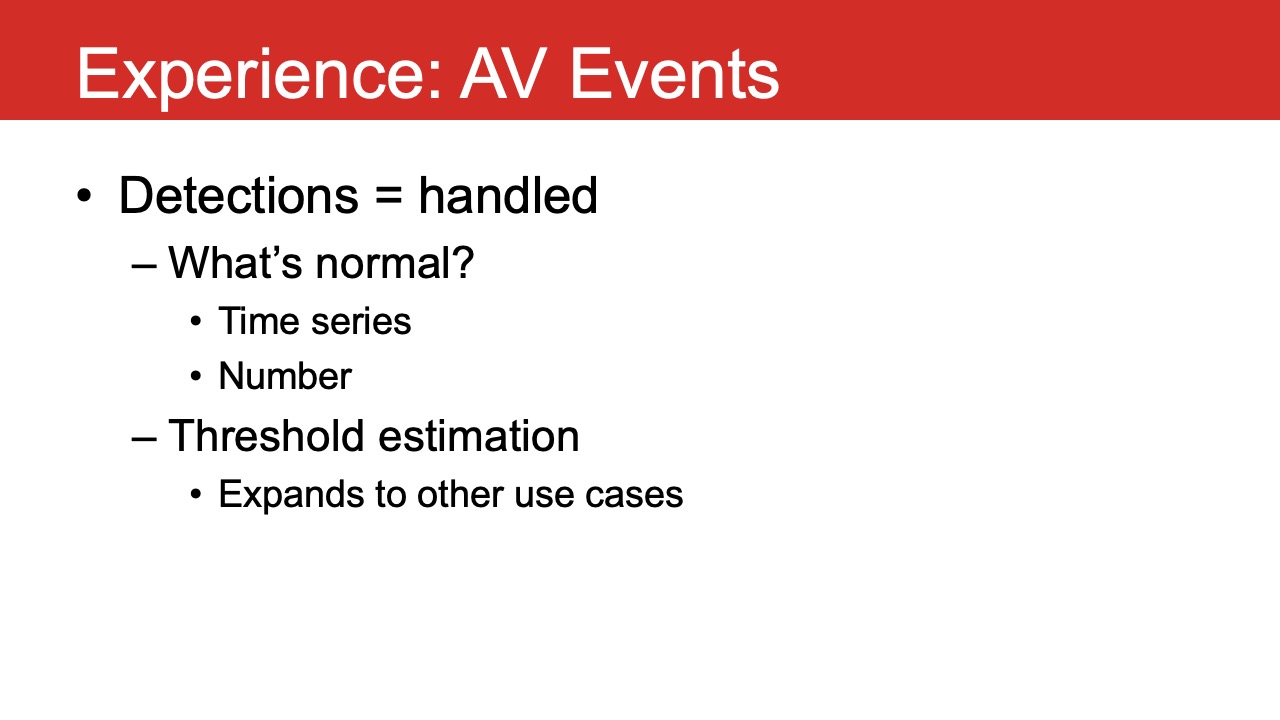 Experience: AV Events
• Detections = handled
– What’s normal?
• Time series
• Number
– Threshold estimation
• Expands to other use cases